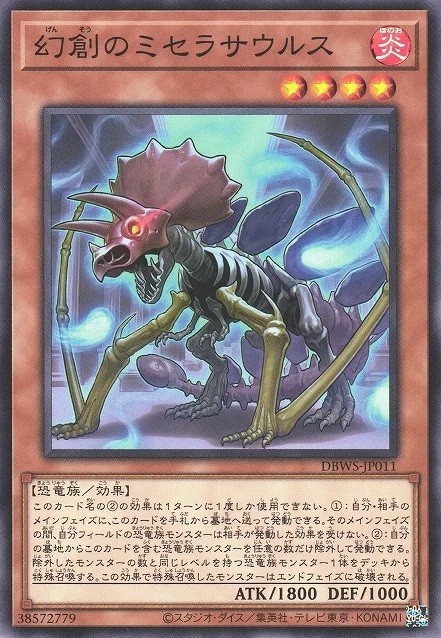 幻創のミセラサウルス
炎
DBWS-JP011
【恐竜族/効果】
このカード名の②の効果は1ターンに1度しか使用できない。①:自分・相手
のメインフェイズに、このカードを手札から墓地へ送って発動できる。そのメインフェイズ
の間、自分フィールドの恐竜族モンスターは相手が発動した効果を受けない。②:自分
の墓地からこのカードを含む恐竜族モンスターを任意の数だけ除外して発動できる。
除外したモンスターの数と同じレベルを持つ恐竜族モンスター1体をデッキから
特殊召喚する。この効果で特殊召喚したモンスターはエンドフェイズに破壊される。
ATK/1800 DEF/1000
38572779 ©スタジオ・ダイス/集英社・テレビ東京・KONAMI